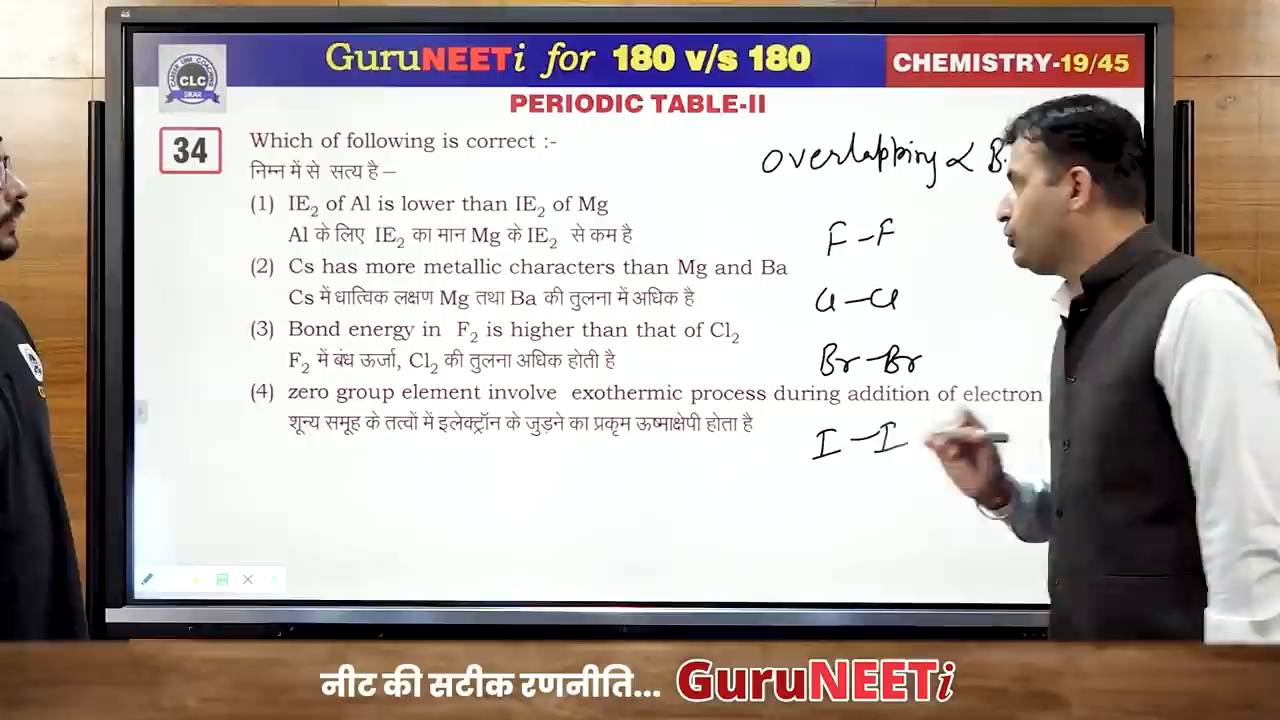 GuruNEETi for 180 v/s 180
CHEMISTRY-19/45
CLC
SIKAR
PERIODIC TABLE-II
34
Which of following is correct :-
निम्न में से सत्य है –
(1) IE₂ of Al is lower than IE₂ of Mg
Al के लिए IE₂ का मान Mg के IE₂ से कम है
(2) Cs has more metallic characters than Mg and Ba
Cs में धात्विक लक्षण Mg तथा Ba की तुलना में अधिक है
(3) Bond energy in F₂ is higher than that of Cl₂
F₂ में बंध ऊर्जा, Cl₂ की तुलना अधिक होती है
(4) zero group element involve exothermic process during addition of electron
शून्य समूह के तत्वों में इलेक्ट्रॉन के जुड़ने का प्रक्रम ऊष्माक्षेपी होता है
overlapping ∝ B.
F–F
Cl–Cl
Br–Br
I–I
नीट की सटीक रणनीति... GuruNEETi